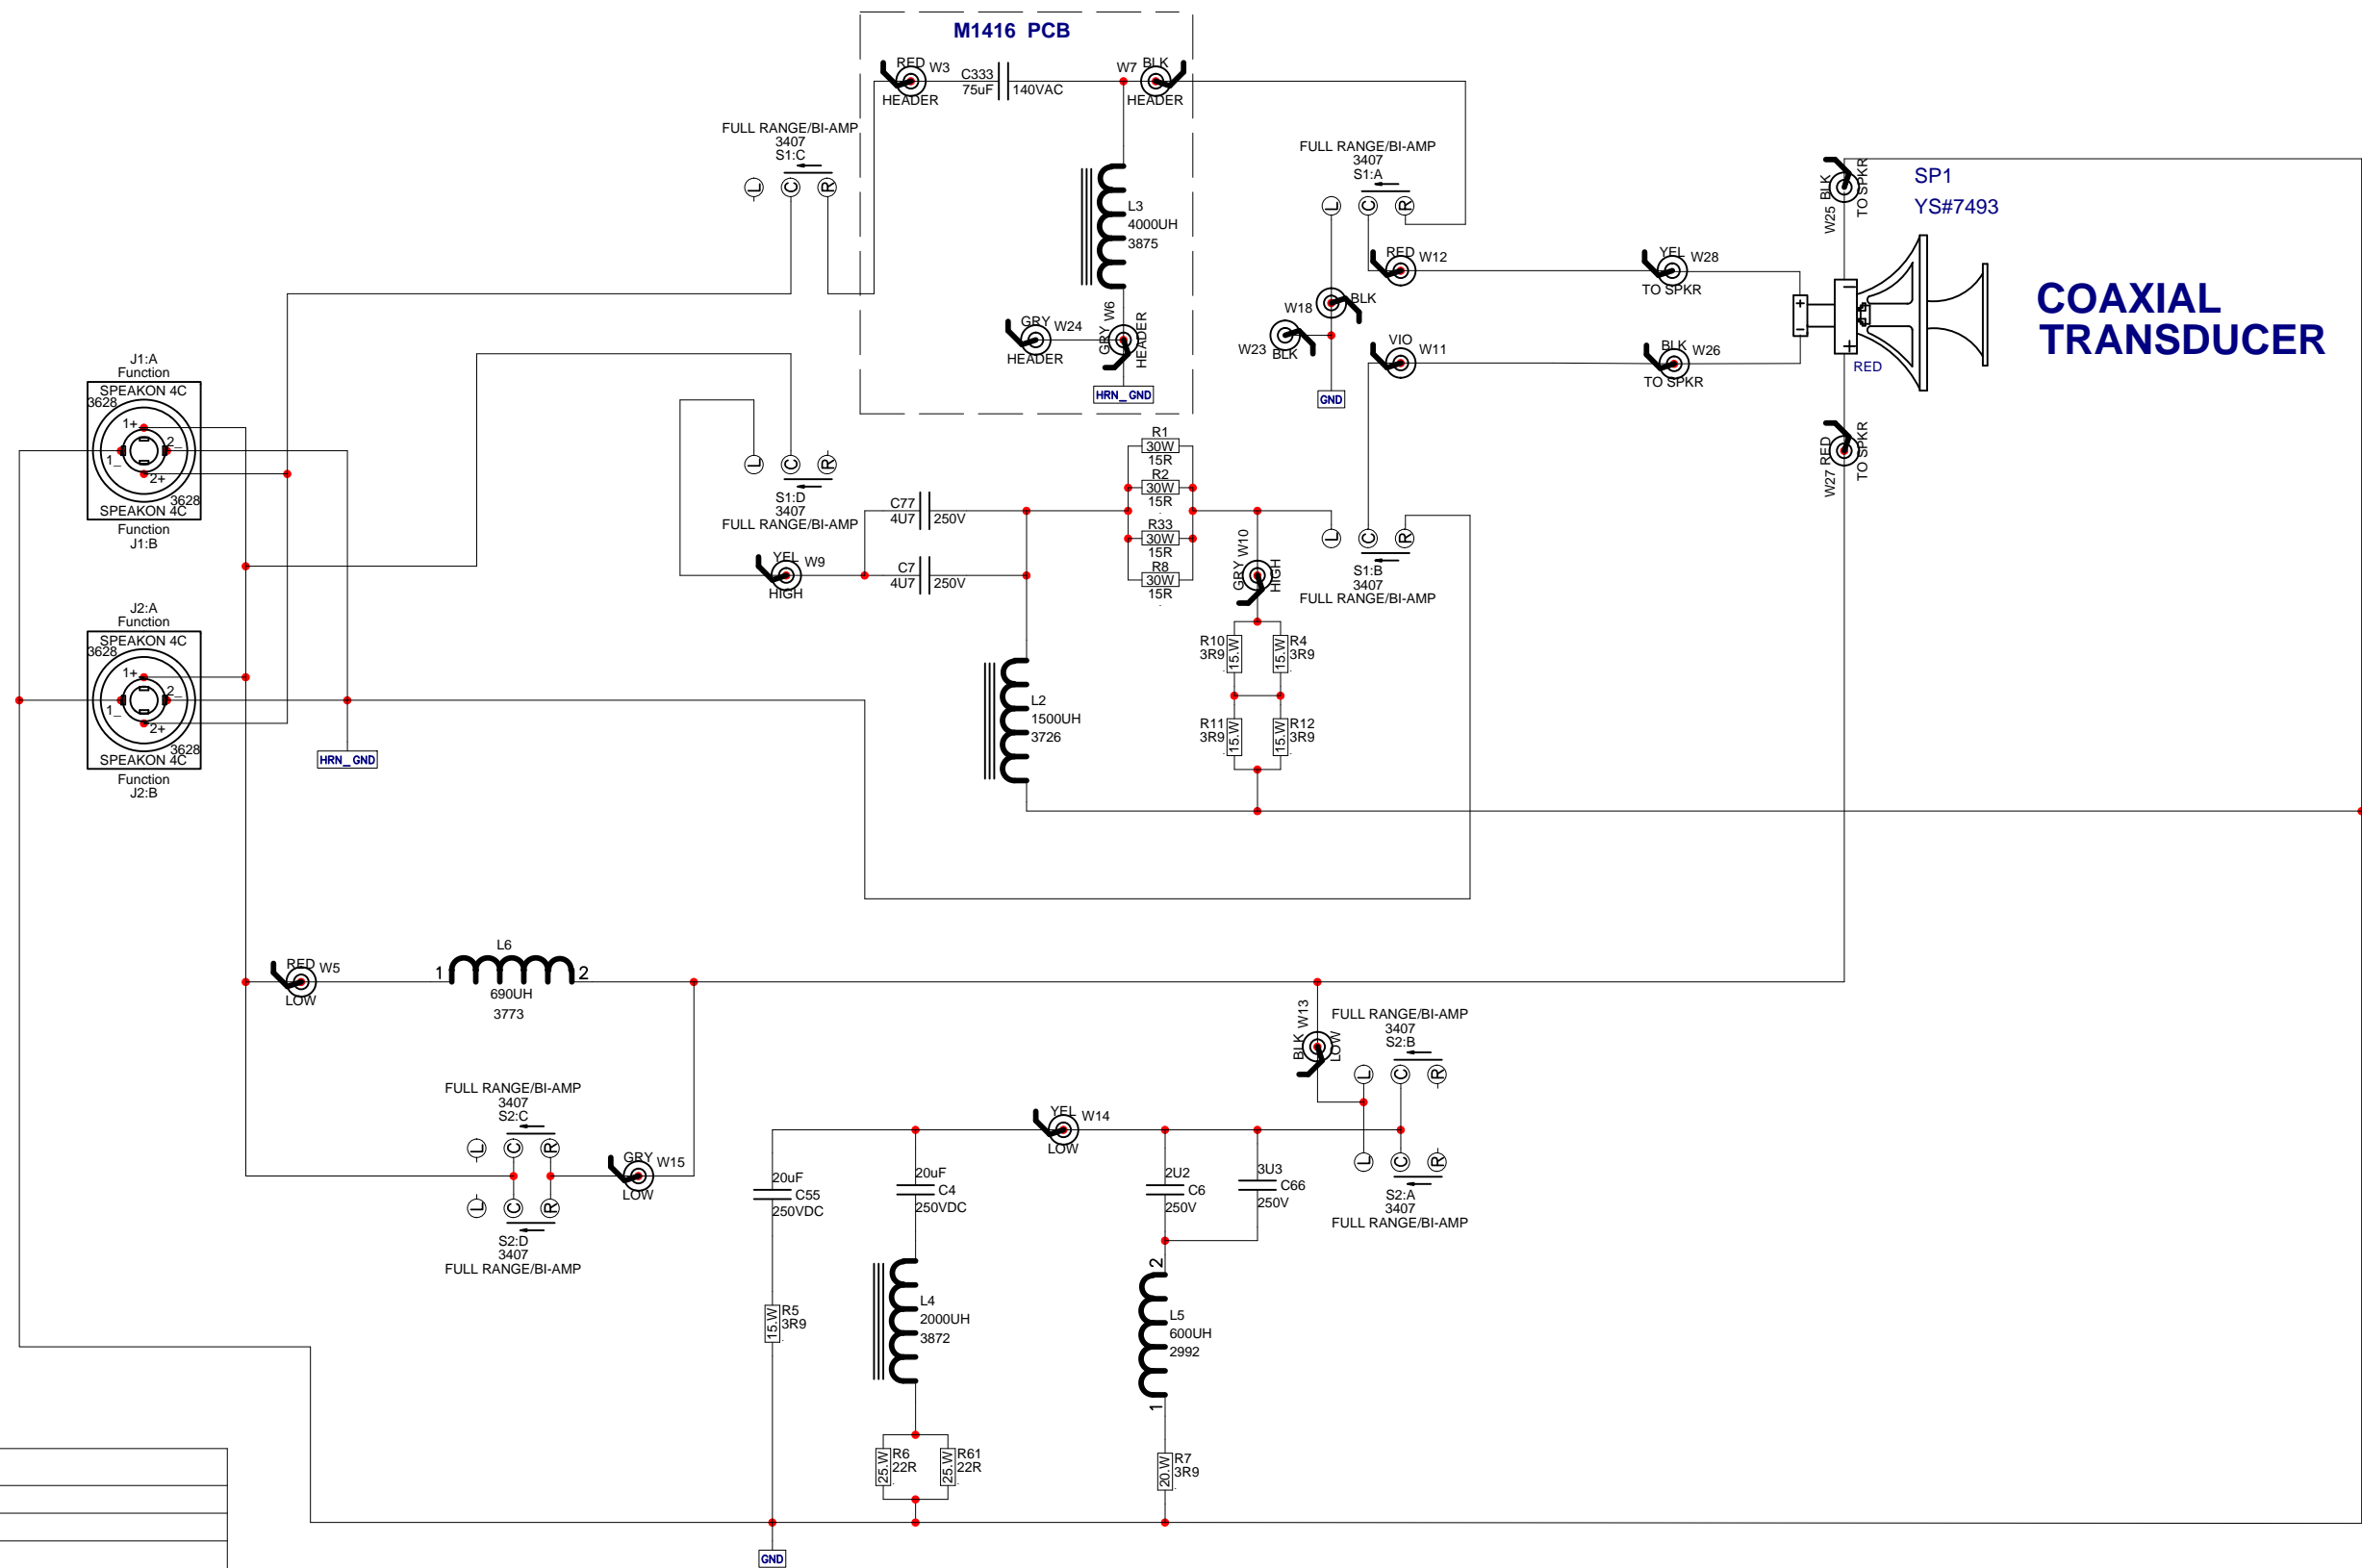 M1416 PCB
RED W3
HEADER
C333
75uF 140VAC
W7 BLK
HEADER
FULL RANGE/BI-AMP
3407
S1:C
L C R
L3
4000UH
3875
GRY W24
HEADER
GRY W6
HEADER
HRN_GND
FULL RANGE/BI-AMP
3407
S1:A
L C R
RED W12
W18 BLK
W23 BLK
VIO W11
GND
YEL W28
TO SPKR
BLK W26
TO SPKR
W25 BLK
TO SPKR
SP1
YS#7493
+
-
-
+
RED
W27 RED
TO SPKR
COAXIAL
TRANSDUCER
J1:A
Function
SPEAKON 4C
3628
1+
2_
1_
2+
3628
SPEAKON 4C
Function
J1:B
J2:A
Function
SPEAKON 4C
3628
1+
2_
1_
2+
3628
SPEAKON 4C
Function
J2:B
HRN_GND
L C R
S1:D
3407
FULL RANGE/BI-AMP
YEL W9
HIGH
C77
4U7 250V
C7
4U7 250V
R1
30W
15R
R2
30W
15R
R33
30W
15R
R8
30W
15R
GRY W10
HIGH
L C R
S1:B
3407
FULL RANGE/BI-AMP
L2
1500UH
3726
R10
3R9
15.W
R4
3R9
15.W
R11
3R9
15.W
R12
3R9
15.W
RED W5
LOW
L6
1 2
690UH
3773
FULL RANGE/BI-AMP
3407
S2:C
L C R
L C R
S2:D
3407
FULL RANGE/BI-AMP
GRY W15
LOW
BLK W13
LOW
FULL RANGE/BI-AMP
3407
S2:B
L C R
L C R
S2:A
3407
FULL RANGE/BI-AMP
YEL W14
LOW
20uF
C55
250VDC
20uF
C4
250VDC
2U2
C6
250V
3U3
C66
250V
R5
3R9
15.W
L4
2000UH
3872
2
L5
600UH
2992
1
R6
22R
25.W
R61
22R
25.W
R7
3R9
20.W
GND